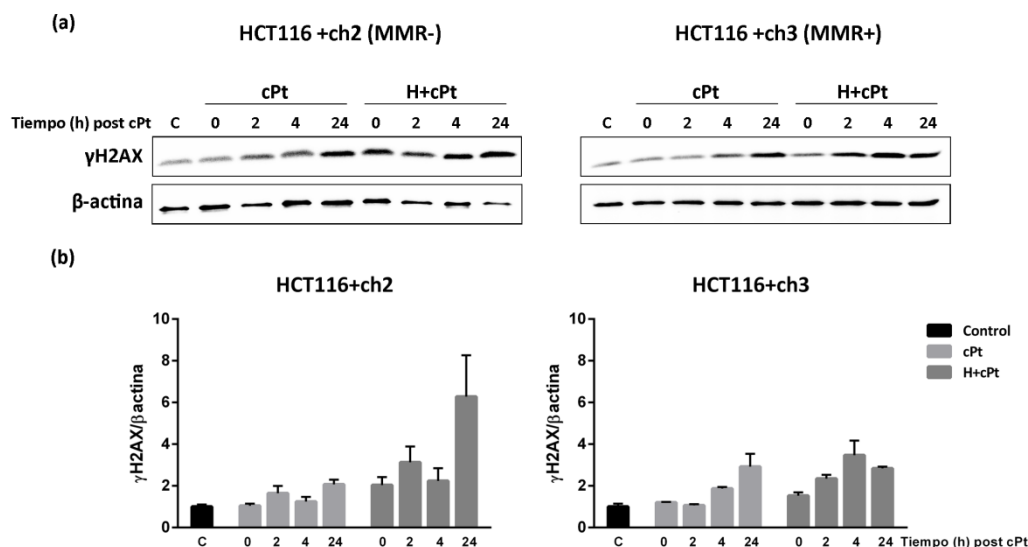 (a)
HCT116 +ch2 (MMR-)
HCT116 +ch3 (MMR+)
cPt
H+cPt
cPt
H+cPt
Tiempo (h) post cPt C 0 2 4 24 0 2 4 24
C 0 2 4 24 0 2 4 24
γH2AX
β-actina
(b)
HCT116+ch2
HCT116+ch3
γH2AX/βactina
10
8
6
4
2
0
C 0 2 4 24 0 2 4 24
γH2AX/βactina
10
8
6
4
2
0
C 0 2 4 24 0 2 4 24 Tiempo (h) post cPt
Control
cPt
H+cPt